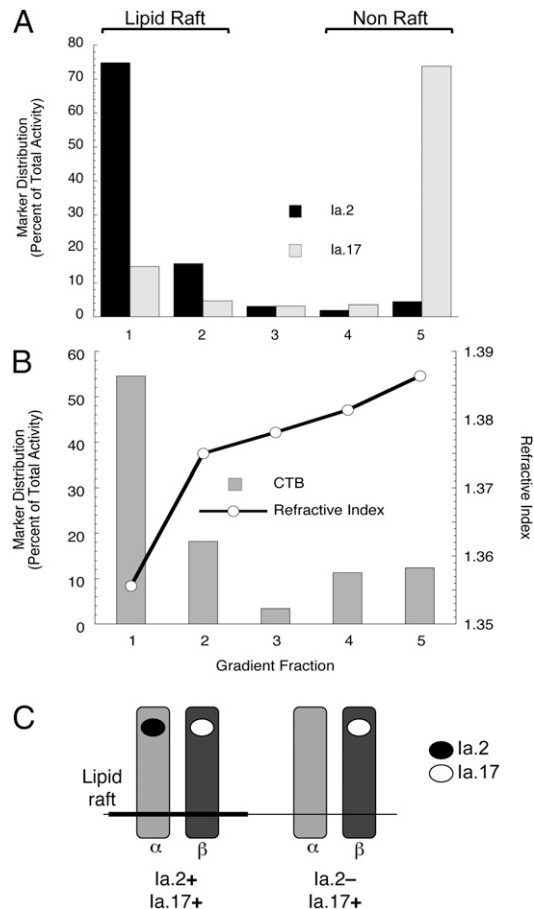 A
Lipid Raft
Non Raft
Marker Distribution
(Percent of Total Activity)
80
70
60
50
40
30
20
10
0
Ia.2
Ia.17
1 2 3 4 5
B
Marker Distribution
(Percent of Total Activity)
60
50
40
30
20
10
0
CTB
Refractive Index
1.39
1.38
1.37
1.36
1.35
Refractive Index
1 2 3 4 5
Gradient Fraction
C
Ia.2
Ia.17
Lipid
raft
α β α β
Ia.2+ Ia.2–
Ia.17+ Ia.17+